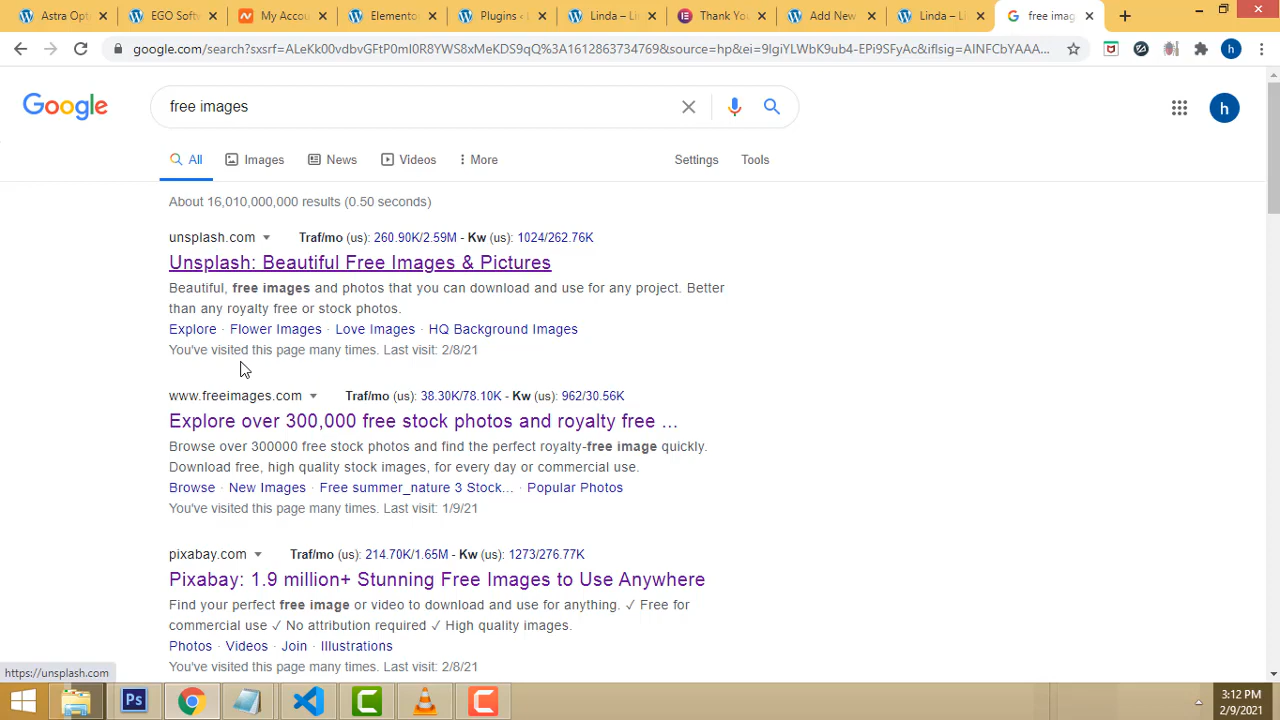 Astra Opt
EGO Soft
My Accou
Elemento
Plugins ‹
Linda – Li
Thank You
Add New
Linda – Li
free imag
google.com/search?sxsrf=ALeKk00vdbvGFtP0mltR8YWS8xMeKDS9qQ%3A1612863734769&source=hp&ei=9lgiYLWbK9ub4-EPi9SFyAc&iflsig=AINFCbYAAA...
h
Google
free images
h
All
Images
News
Videos
More
Settings
Tools
About 16,010,000,000 results (0.50 seconds)
unsplash.com Traf/mo (us): 260.90K/2.59M - Kw (us): 1024/262.76K
Unsplash: Beautiful Free Images & Pictures
Beautiful, free images and photos that you can download and use for any project. Better
than any royalty free or stock photos.
Explore · Flower Images · Love Images · HQ Background Images
You've visited this page many times. Last visit: 2/8/21
www.freeimages.com Traf/mo (us): 38.30K/78.10K - Kw (us): 962/30.56K
Explore over 300,000 free stock photos and royalty free ...
Browse over 300000 free stock photos and find the perfect royalty-free image quickly.
Download free, high quality stock images, for every day or commercial use.
Browse · New Images · Free summer_nature 3 Stock... · Popular Photos
You've visited this page many times. Last visit: 1/9/21
pixabay.com Traf/mo (us): 214.70K/1.65M - Kw (us): 1273/276.77K
Pixabay: 1.9 million+ Stunning Free Images to Use Anywhere
Find your perfect free image or video to download and use for anything. ✓ Free for
commercial use ✓ No attribution required ✓ High quality images.
Photos · Videos · Join · Illustrations
You've visited this page many times. Last visit: 2/8/21
https://unsplash.com
Ps
3:12 PM
2/9/2021